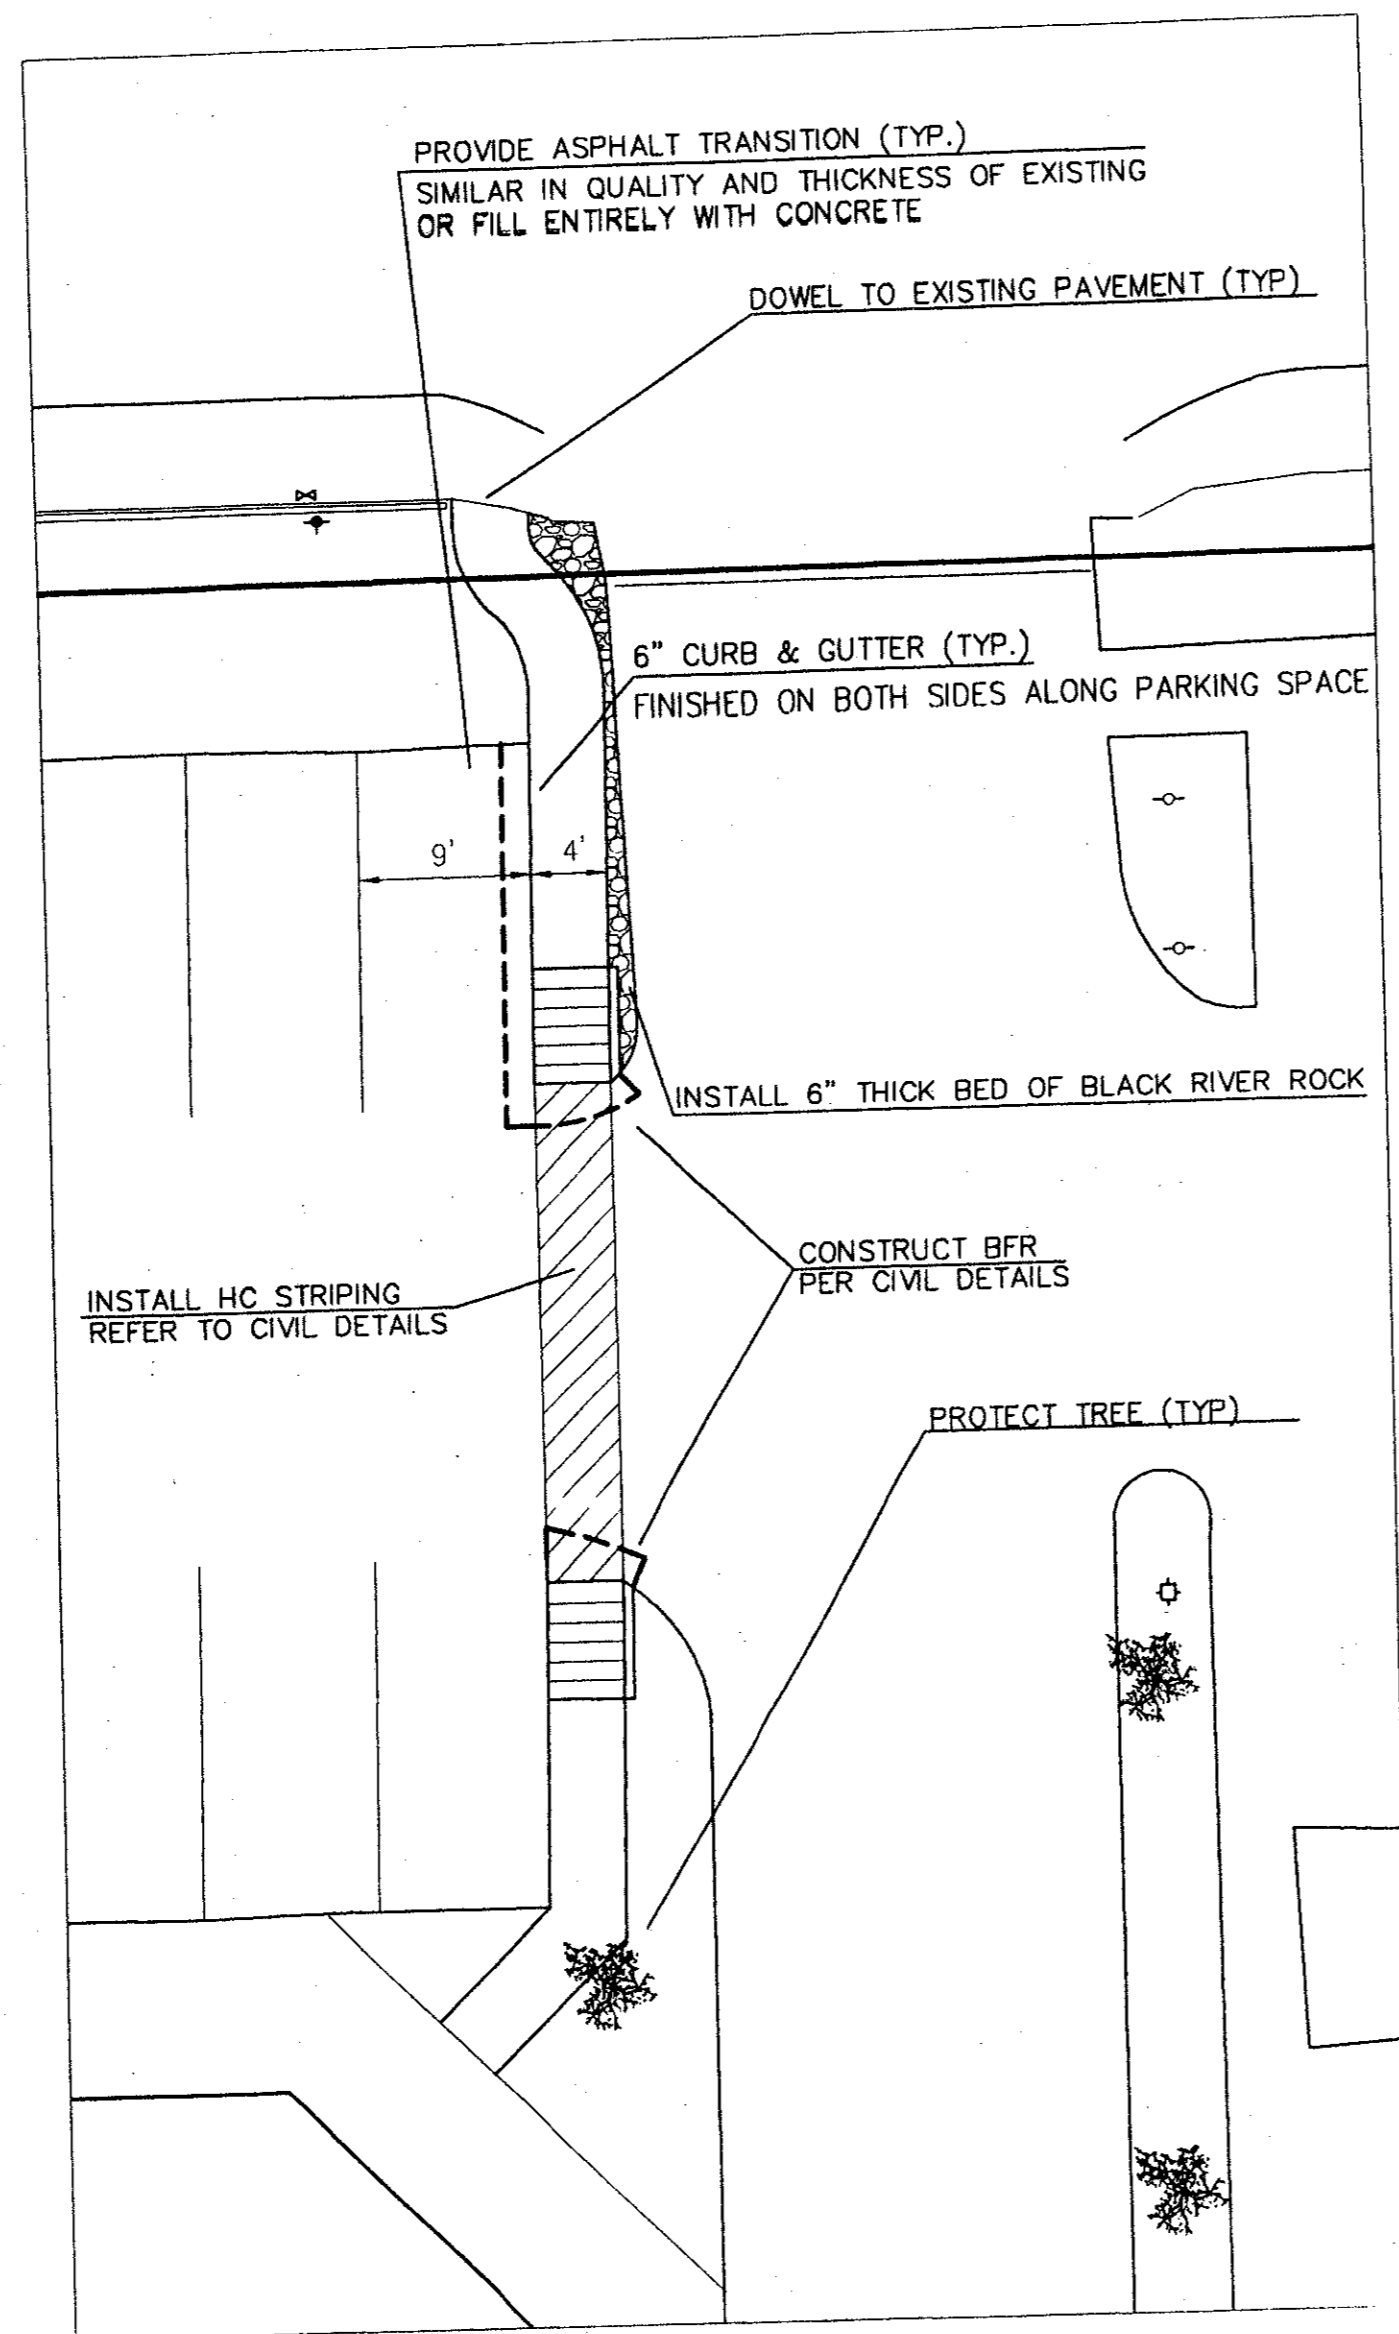 PROVIDE ASPHALT TRANSITION (TYP.)
SIMILAR IN QUALITY AND THICKNESS OF EXISTING
OR FILL ENTIRELY WITH CONCRETE
DOWEL TO EXISTING PAVEMENT (TYP)
6" CURB & GUTTER (TYP.)
FINISHED ON BOTH SIDES ALONG PARKING SPACE
9'
4'
INSTALL 6" THICK BED OF BLACK RIVER ROCK
CONSTRUCT BFR
PER CIVIL DETAILS
INSTALL HC STRIPING
REFER TO CIVIL DETAILS
PROTECT TREE (TYP)